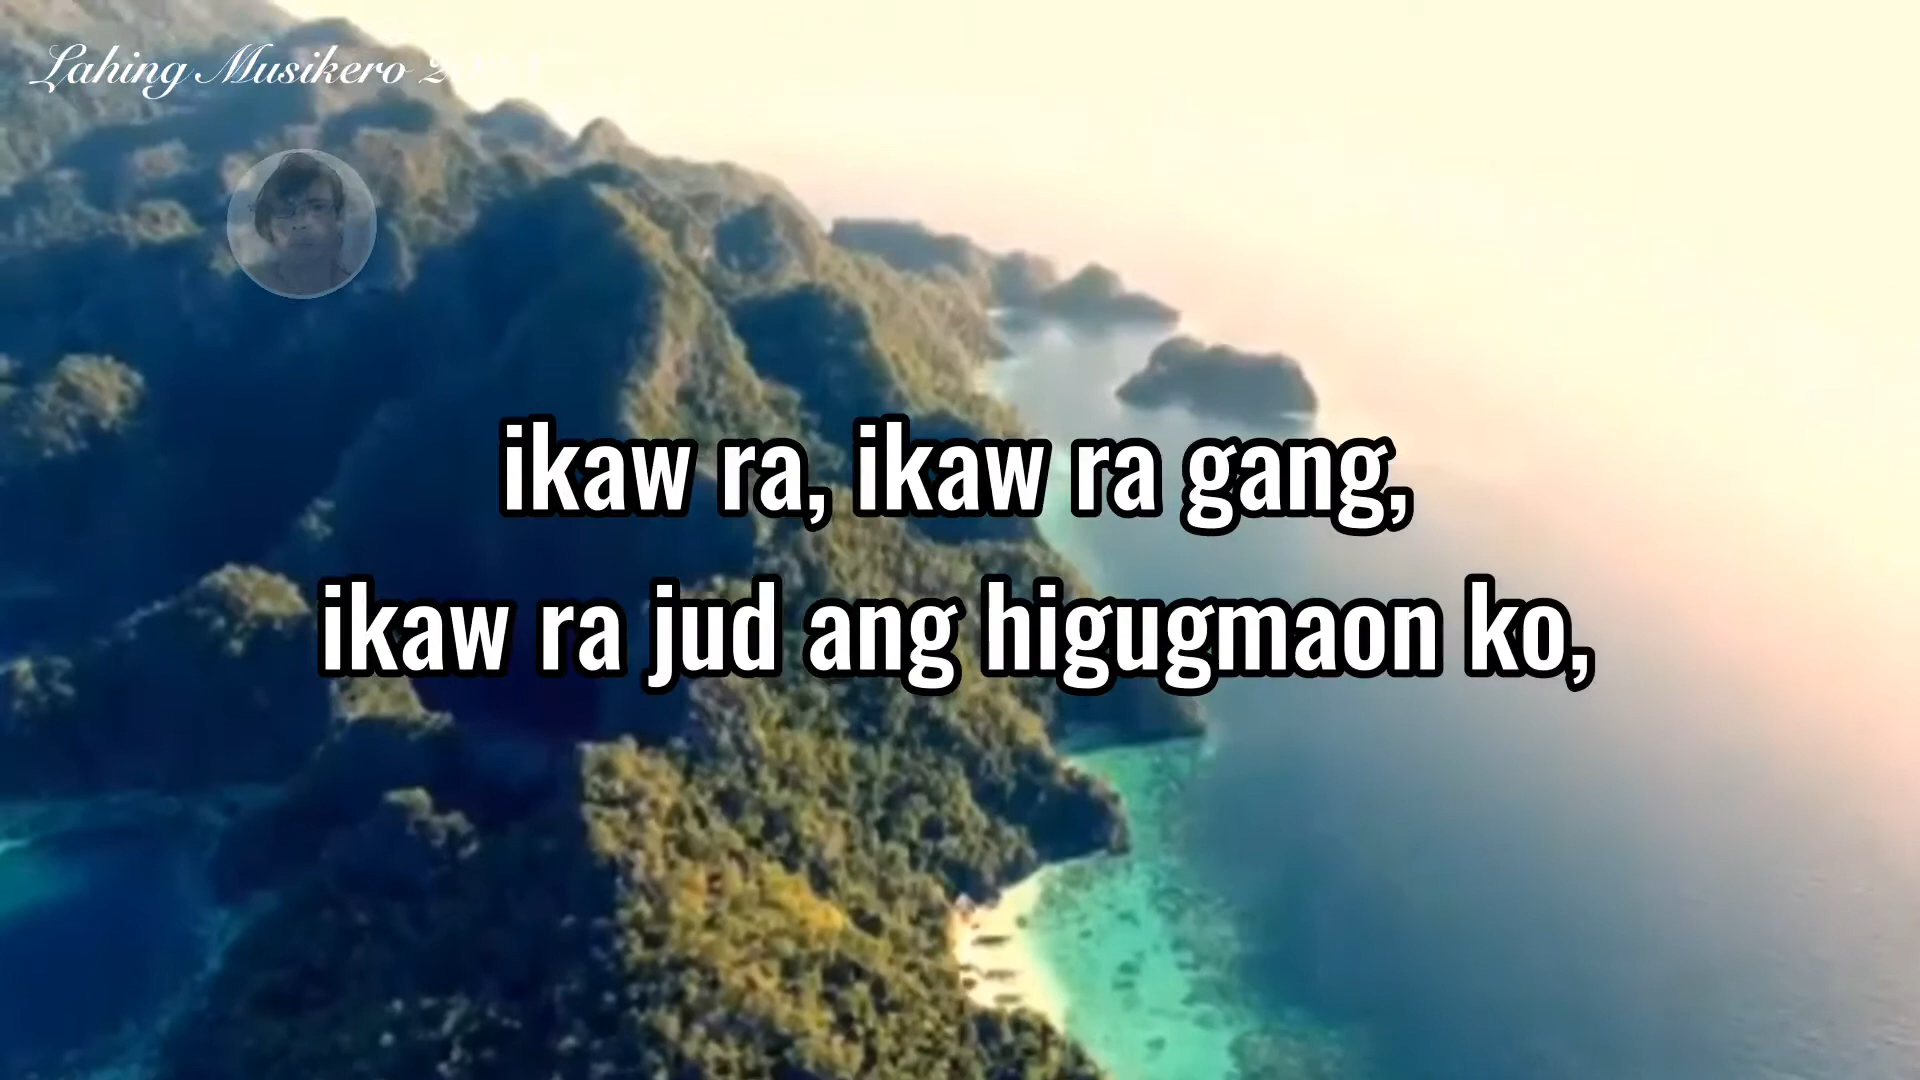 Lahing Musikero
ikaw ra, ikaw ra gang,
ikaw ra jud ang higugmaon ko,